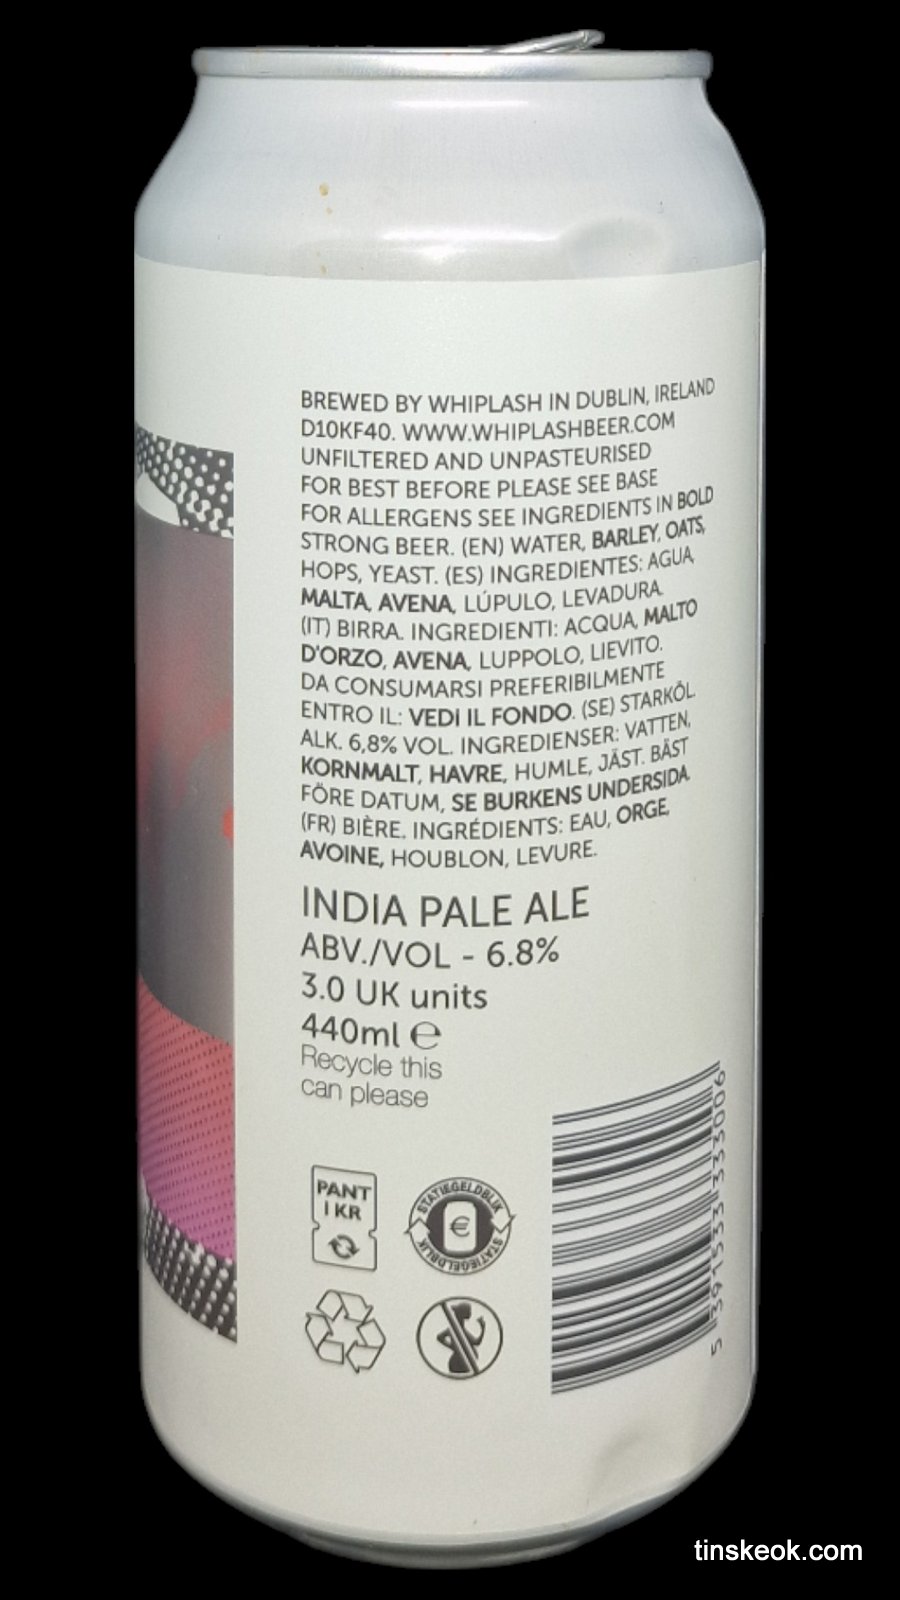 BREWED BY WHIPLASH IN DUBLIN, IRELAND
D10KF40. WWW.WHIPLASHBEER.COM
UNFILTERED AND UNPASTEURISED
FOR BEST BEFORE PLEASE SEE BASE
FOR ALLERGENS SEE INGREDIENTS IN BOLD
STRONG BEER. (EN) WATER, BARLEY, OATS,
HOPS, YEAST. (ES) INGREDIENTES: AGUA,
MALTA, AVENA, LÚPULO, LEVADURA.
(IT) BIRRA. INGREDIENTI: ACQUA, MALTO
D'ORZO, AVENA, LUPPOLO, LIEVITO.
DA CONSUMARSI PREFERIBILMENTE
ENTRO IL: VEDI IL FONDO. (SE) STARKÖL.
ALK. 6,8% VOL. INGREDIENSER: VATTEN,
KORNMALT, HAVRE, HUMLE, JÄST. BÄST
FÖRE DATUM, SE BURKENS UNDERSIDA.
(FR) BIÈRE. INGRÉDIENTS: EAU, ORGE,
AVOINE, HOUBLON, LEVURE.
INDIA PALE ALE
ABV./VOL - 6.8%
3.0 UK units
440ml ℮
Recycle this
can please
PANT
1 KR
STATIEGELDBLIK
€
STATIEGELDBLIK
5 391533 333006
tinskeok.com